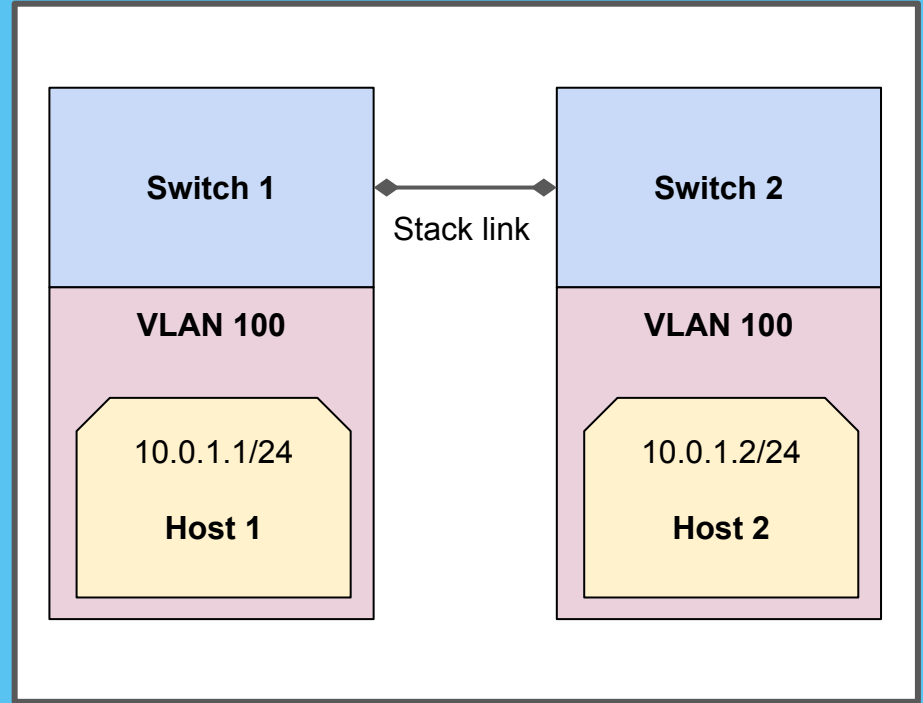 Switch 1
Switch 2
Stack link
VLAN 100
VLAN 100
10.0.1.1/24
10.0.1.2/24
Host 1
Host 2